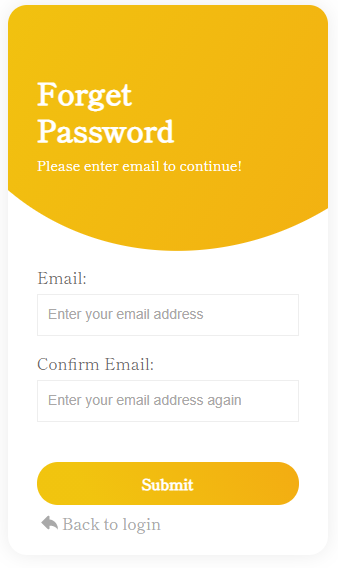 Forget
Password
Please enter email to continue!
Email:
Enter your email address
Confirm Email:
Enter your email address again
Submit
Back to login